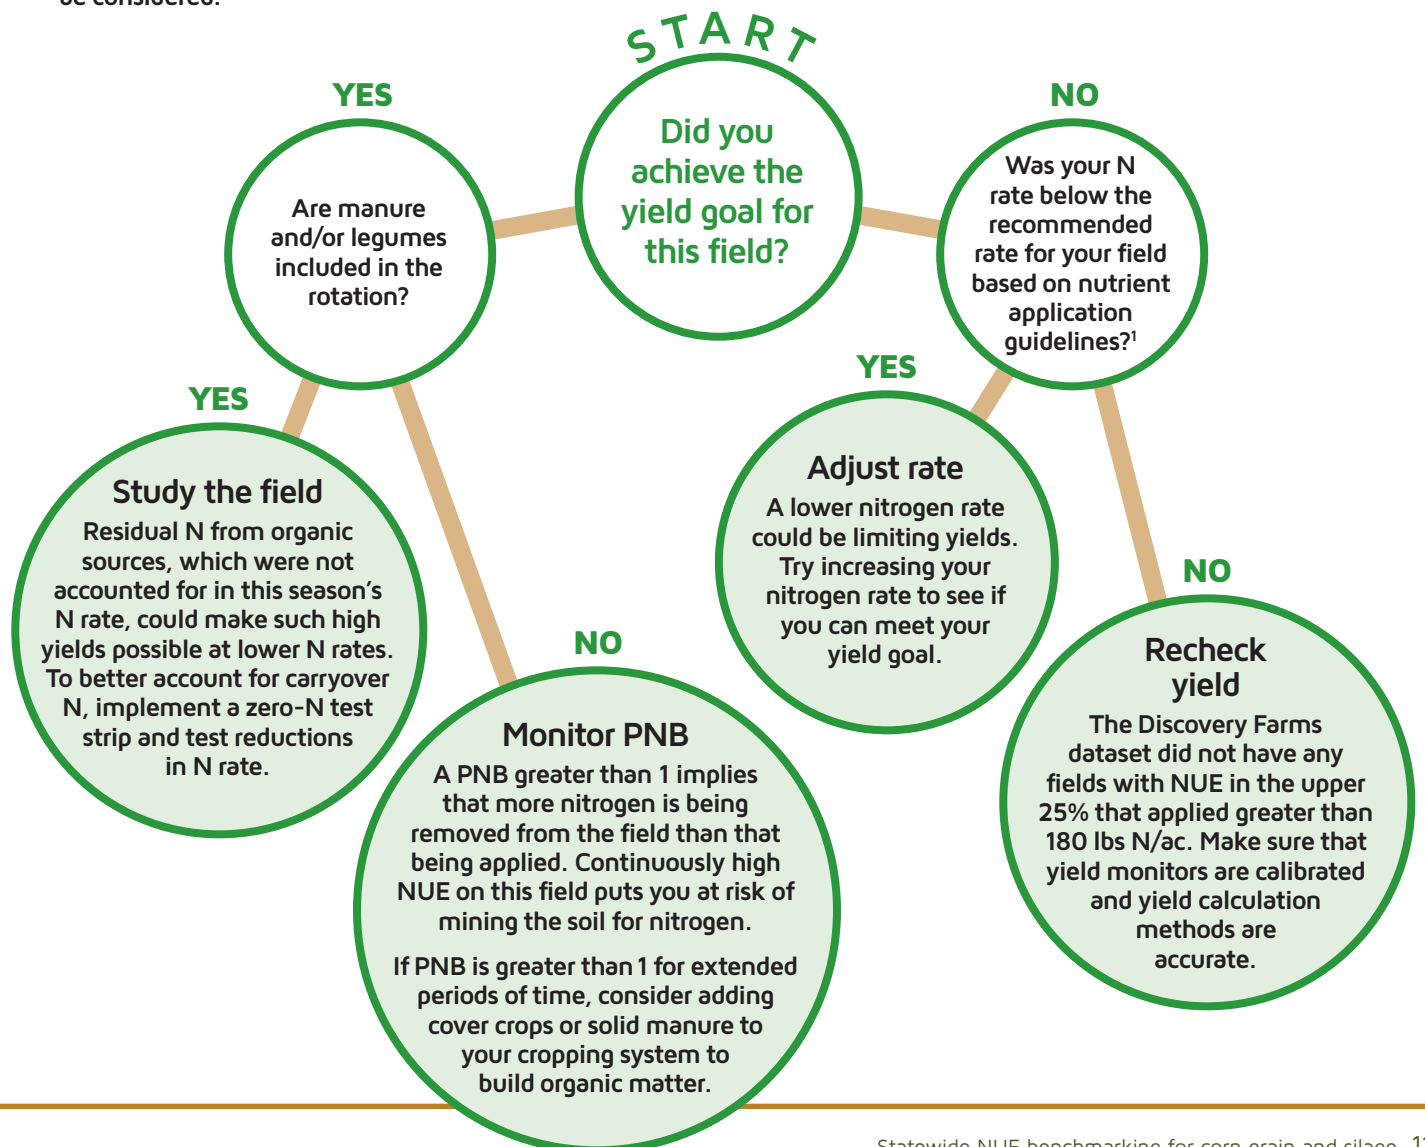 be considered.
START
YES
NO
Did you
achieve the
yield goal for
this field?
Are manure
and/or legumes
included in the
rotation?
Was your N
rate below the
recommended
rate for your field
based on nutrient
application
guidelines?¹
YES
Study the field
Residual N from organic
sources, which were not
accounted for in this season's
N rate, could make such high
yields possible at lower N rates.
To better account for carryover
N, implement a zero-N test
strip and test reductions
in N rate.
NO
Monitor PNB
A PNB greater than 1 implies
that more nitrogen is being
removed from the field than that
being applied. Continuously high
NUE on this field puts you at risk of
mining the soil for nitrogen.
If PNB is greater than 1 for extended
periods of time, consider adding
cover crops or solid manure to
your cropping system to
build organic matter.
YES
Adjust rate
A lower nitrogen rate
could be limiting yields.
Try increasing your
nitrogen rate to see if
you can meet your
yield goal.
NO
Recheck
yield
The Discovery Farms
dataset did not have any
fields with NUE in the upper
25% that applied greater than
180 lbs N/ac. Make sure that
yield monitors are calibrated
and yield calculation
methods are
accurate.
Statewide NUE benchmarking for corn grain and silage